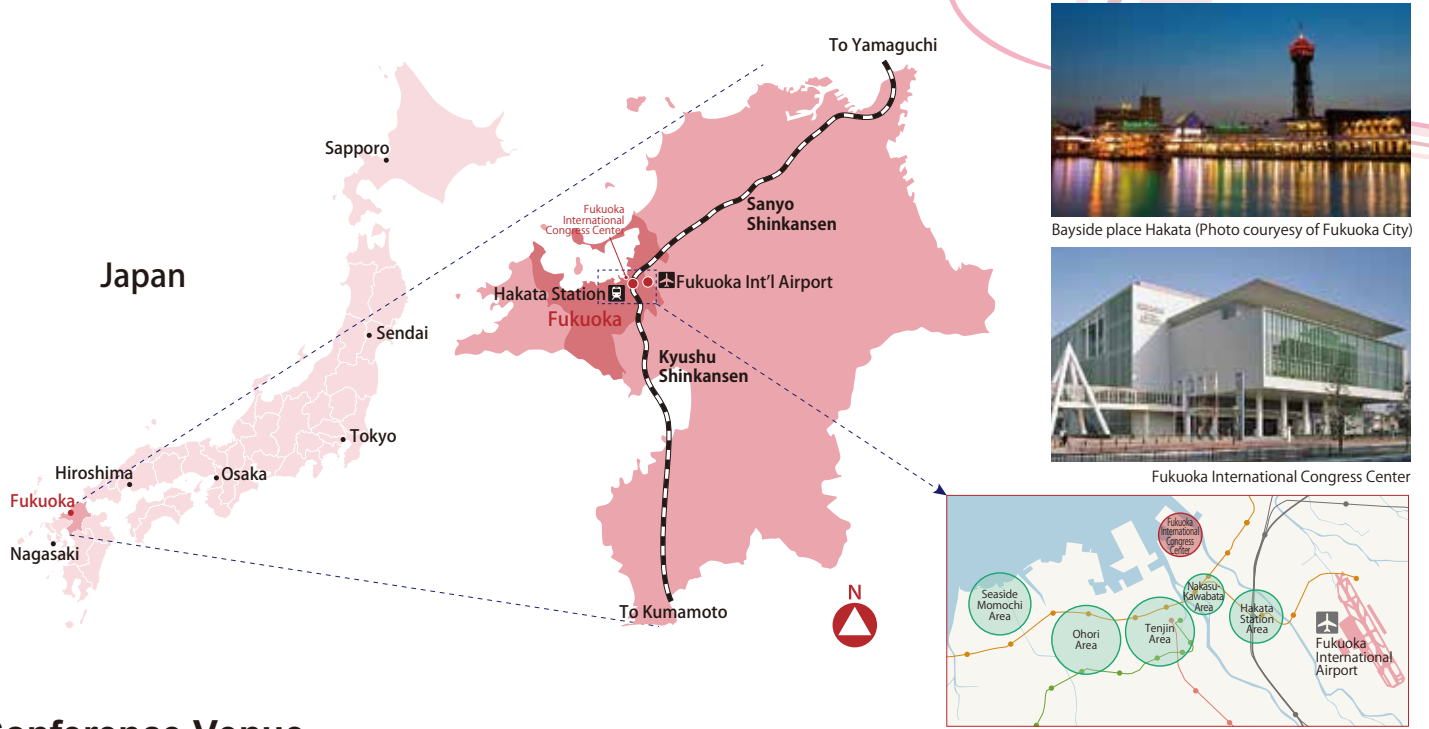 Japan
Sapporo
Sendai
Tokyo
Osaka
Hiroshima
Fukuoka
Nagasaki
To Yamaguchi
Sanyo
Shinkansen
Fukuoka
International
Congress Center
Fukuoka Int'l Airport
Hakata Station
Fukuoka
Kyushu
Shinkansen
To Kumamoto
N
Bayside place Hakata (Photo couryesy of Fukuoka City)
Fukuoka International Congress Center
Fukuoka
International
Congress
Center
Seaside
Momochi
Area
Ohori
Area
Tenjin
Area
Nakasu-
Kawabata
Area
Hakata
Station
Area
Fukuoka
International
Airport
Conference Venue